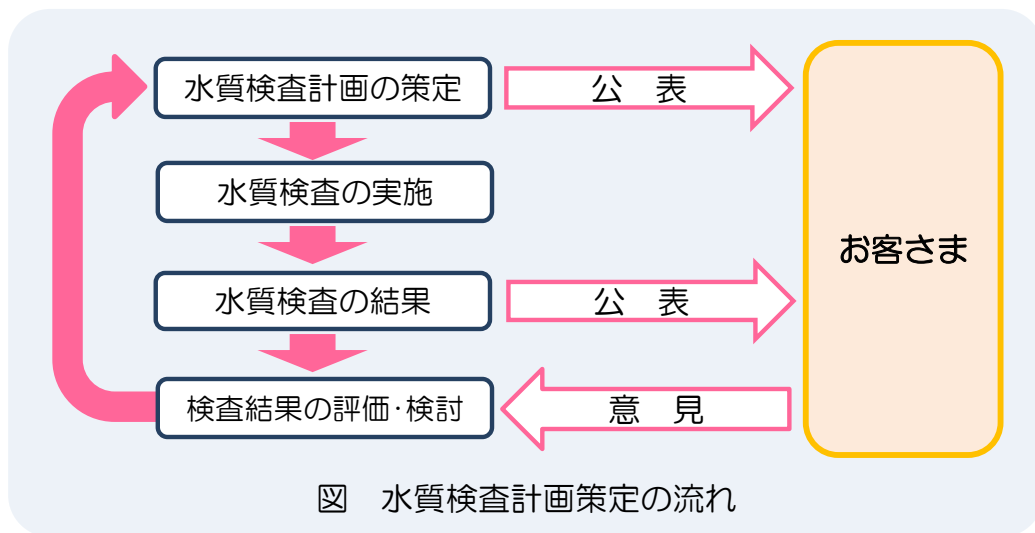 水質検査計画の策定
公　表
水質検査の実施
お客さま
水質検査の結果
公　表
検査結果の評価・検討
意　見
図　水質検査計画策定の流れ